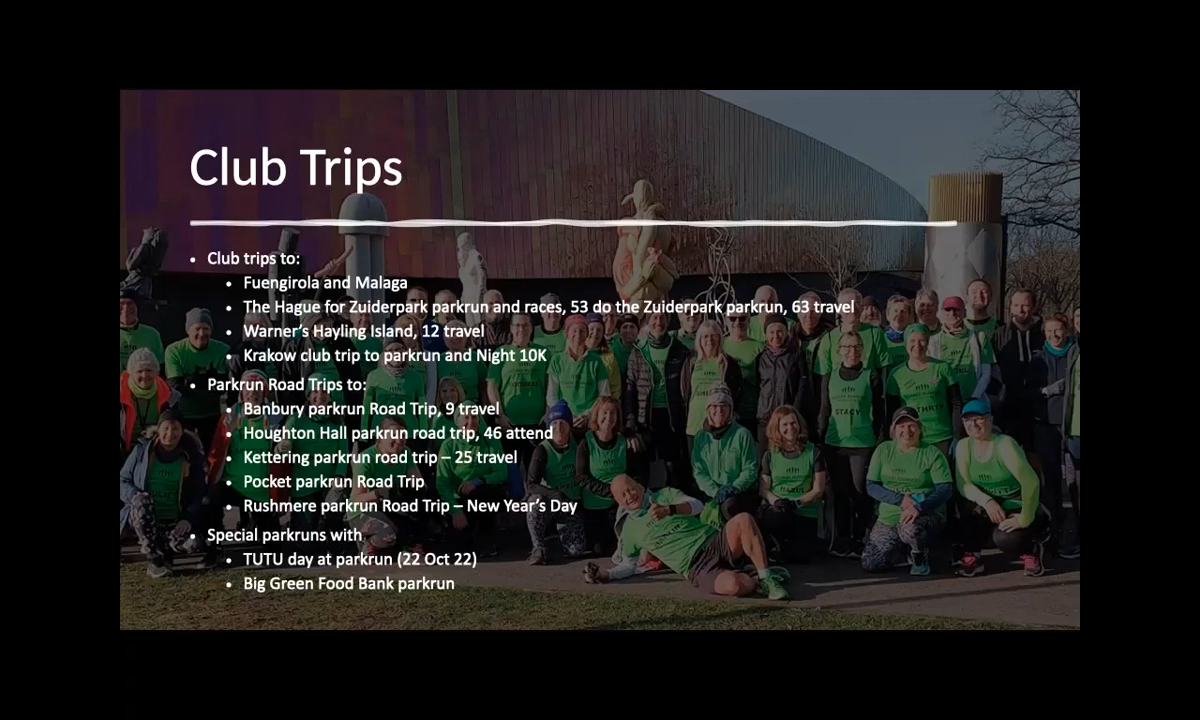 Club Trips
• Club trips to:
• Fuengirola and Malaga
• The Hague for Zuiderpark parkrun and races, 53 do the Zuiderpark parkrun, 63 travel
• Warner's Hayling Island, 12 travel
• Krakow club trip to parkrun and Night 10K
• Parkrun Road Trips to:
• Banbury parkrun Road Trip, 9 travel
• Houghton Hall parkrun road trip, 46 attend
• Kettering parkrun road trip – 25 travel
• Pocket parkrun Road Trip
• Rushmere parkrun Road Trip – New Year's Day
• Special parkruns with
• TUTU day at parkrun (22 Oct 22)
• Big Green Food Bank parkrun
STACY